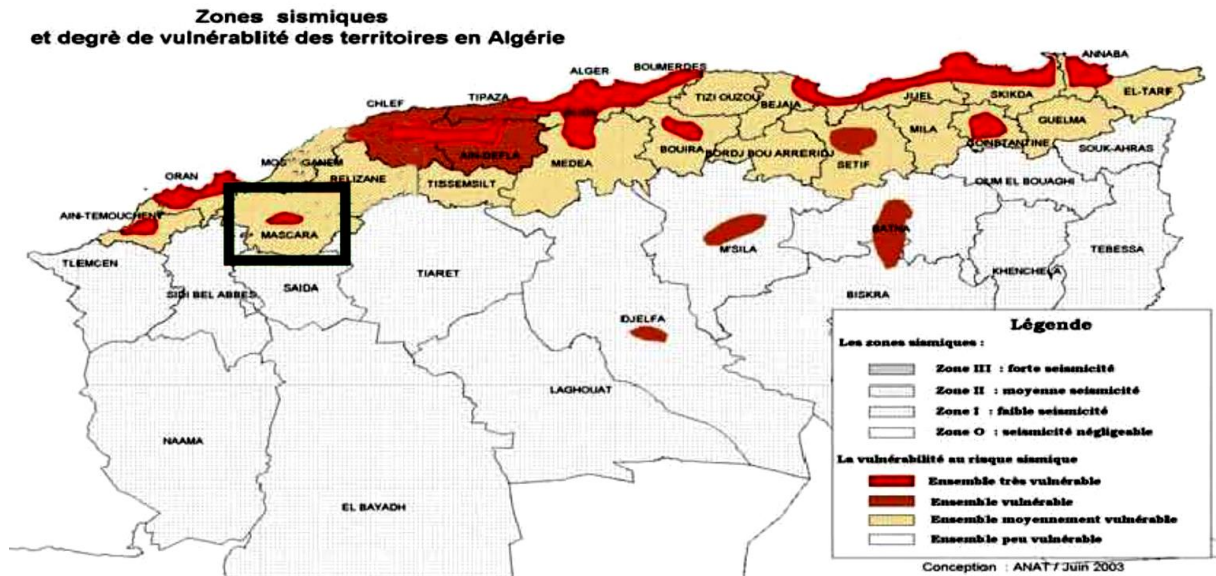 Zones sismiques
et degrè de vulnérablité des territoires en Algérie
ANNABA
ALGER
BOUMERDES
TIPAZA
CHLEF
TIZI OUZOU
BEJAIA
JIJEL
SKIKDA
EL-TARIF
GUELMA
MILA
CONSTANTINE
SOUK-AHRAS
AIN-DEFLA
MEDEA
BOUIRA
BORDJ BOU ARRERIDJ
SETIF
RELIZANE
TISSEMSILT
ORAN
OUM EL BOUAGHI
AINI-TEMOUCHENT
MASCARA
BATNA
M'SILA
TEBESSA
TLEMCEN
TIARET
KHENCHELA
SIDI BEL ABBES
SAIDA
BISKRA
DJELFA
LAGHOUAT
NAAMA
EL BAYADH
Légende
Les zones sismiques :
Zone III : forte seismicité
Zone II : moyenne seismicité
Zone I : faible seismicité
Zone O : seismicité négligeable
La vulnérabilité au risque sismique
Ensemble très vulnérable
Ensemble vulnérable
Ensemble moyennement vulnérable
Ensemble peu vulnérable
Conception : ANAT / Juin 2003